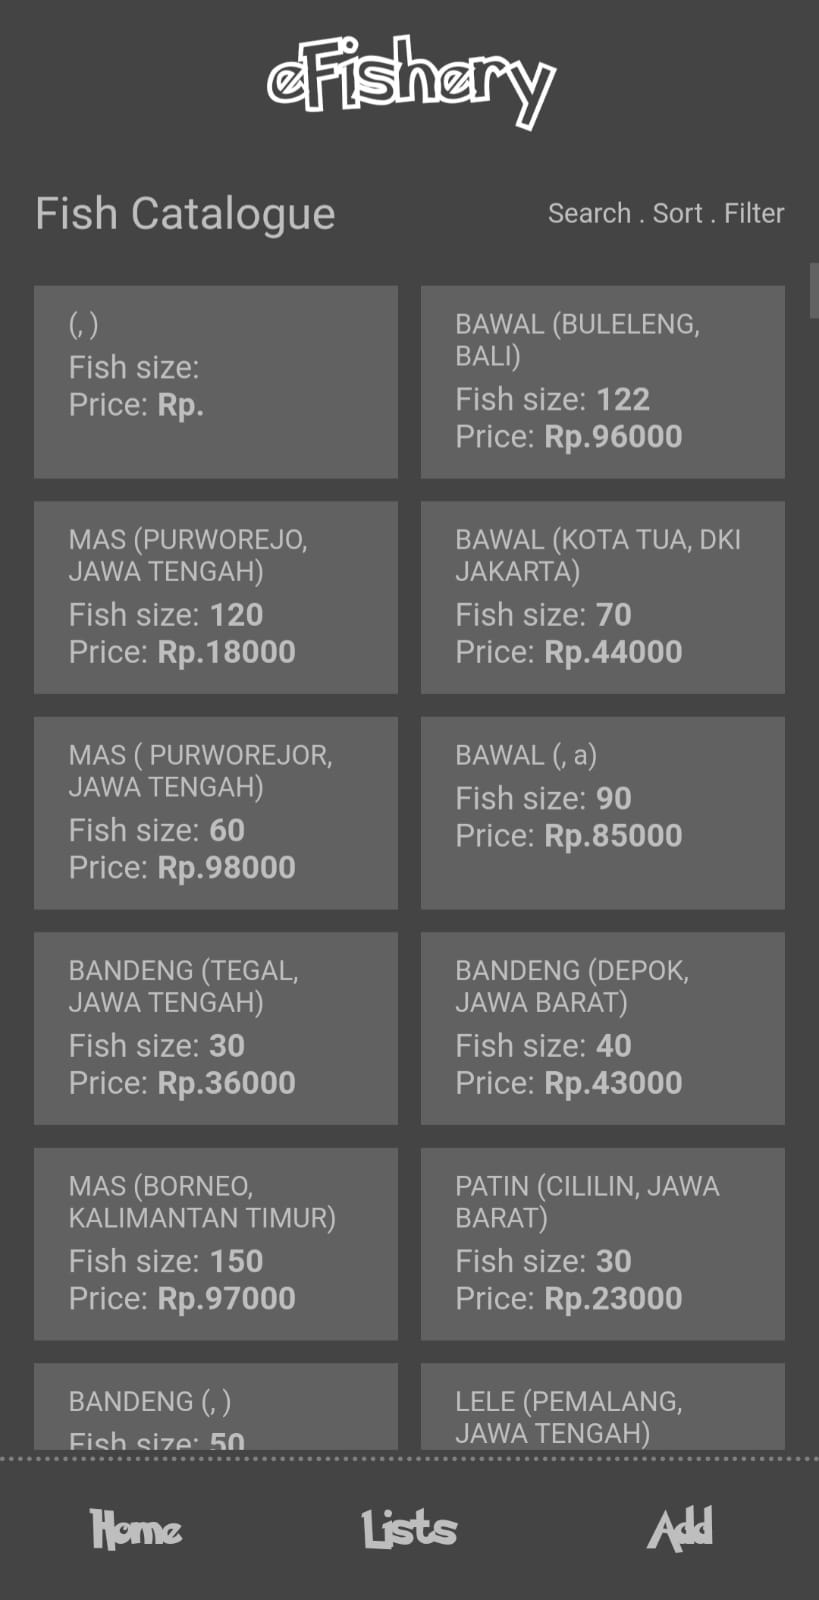 eFishery
Fish Catalogue
Search . Sort . Filter
(, )
Fish size:
Price: Rp.
BAWAL (BULELENG,
BALI)
Fish size: 122
Price: Rp.96000
MAS (PURWOREJO,
JAWA TENGAH)
Fish size: 120
Price: Rp.18000
BAWAL (KOTA TUA, DKI
JAKARTA)
Fish size: 70
Price: Rp.44000
MAS ( PURWOREJOR,
JAWA TENGAH)
Fish size: 60
Price: Rp.98000
BAWAL (, a)
Fish size: 90
Price: Rp.85000
BANDENG (TEGAL,
JAWA TENGAH)
Fish size: 30
Price: Rp.36000
BANDENG (DEPOK,
JAWA BARAT)
Fish size: 40
Price: Rp.43000
MAS (BORNEO,
KALIMANTAN TIMUR)
Fish size: 150
Price: Rp.97000
PATIN (CILILIN, JAWA
BARAT)
Fish size: 30
Price: Rp.23000
BANDENG (, )
Fish size: 50
LELE (PEMALANG,
JAWA TENGAH)
Home
Lists
Add